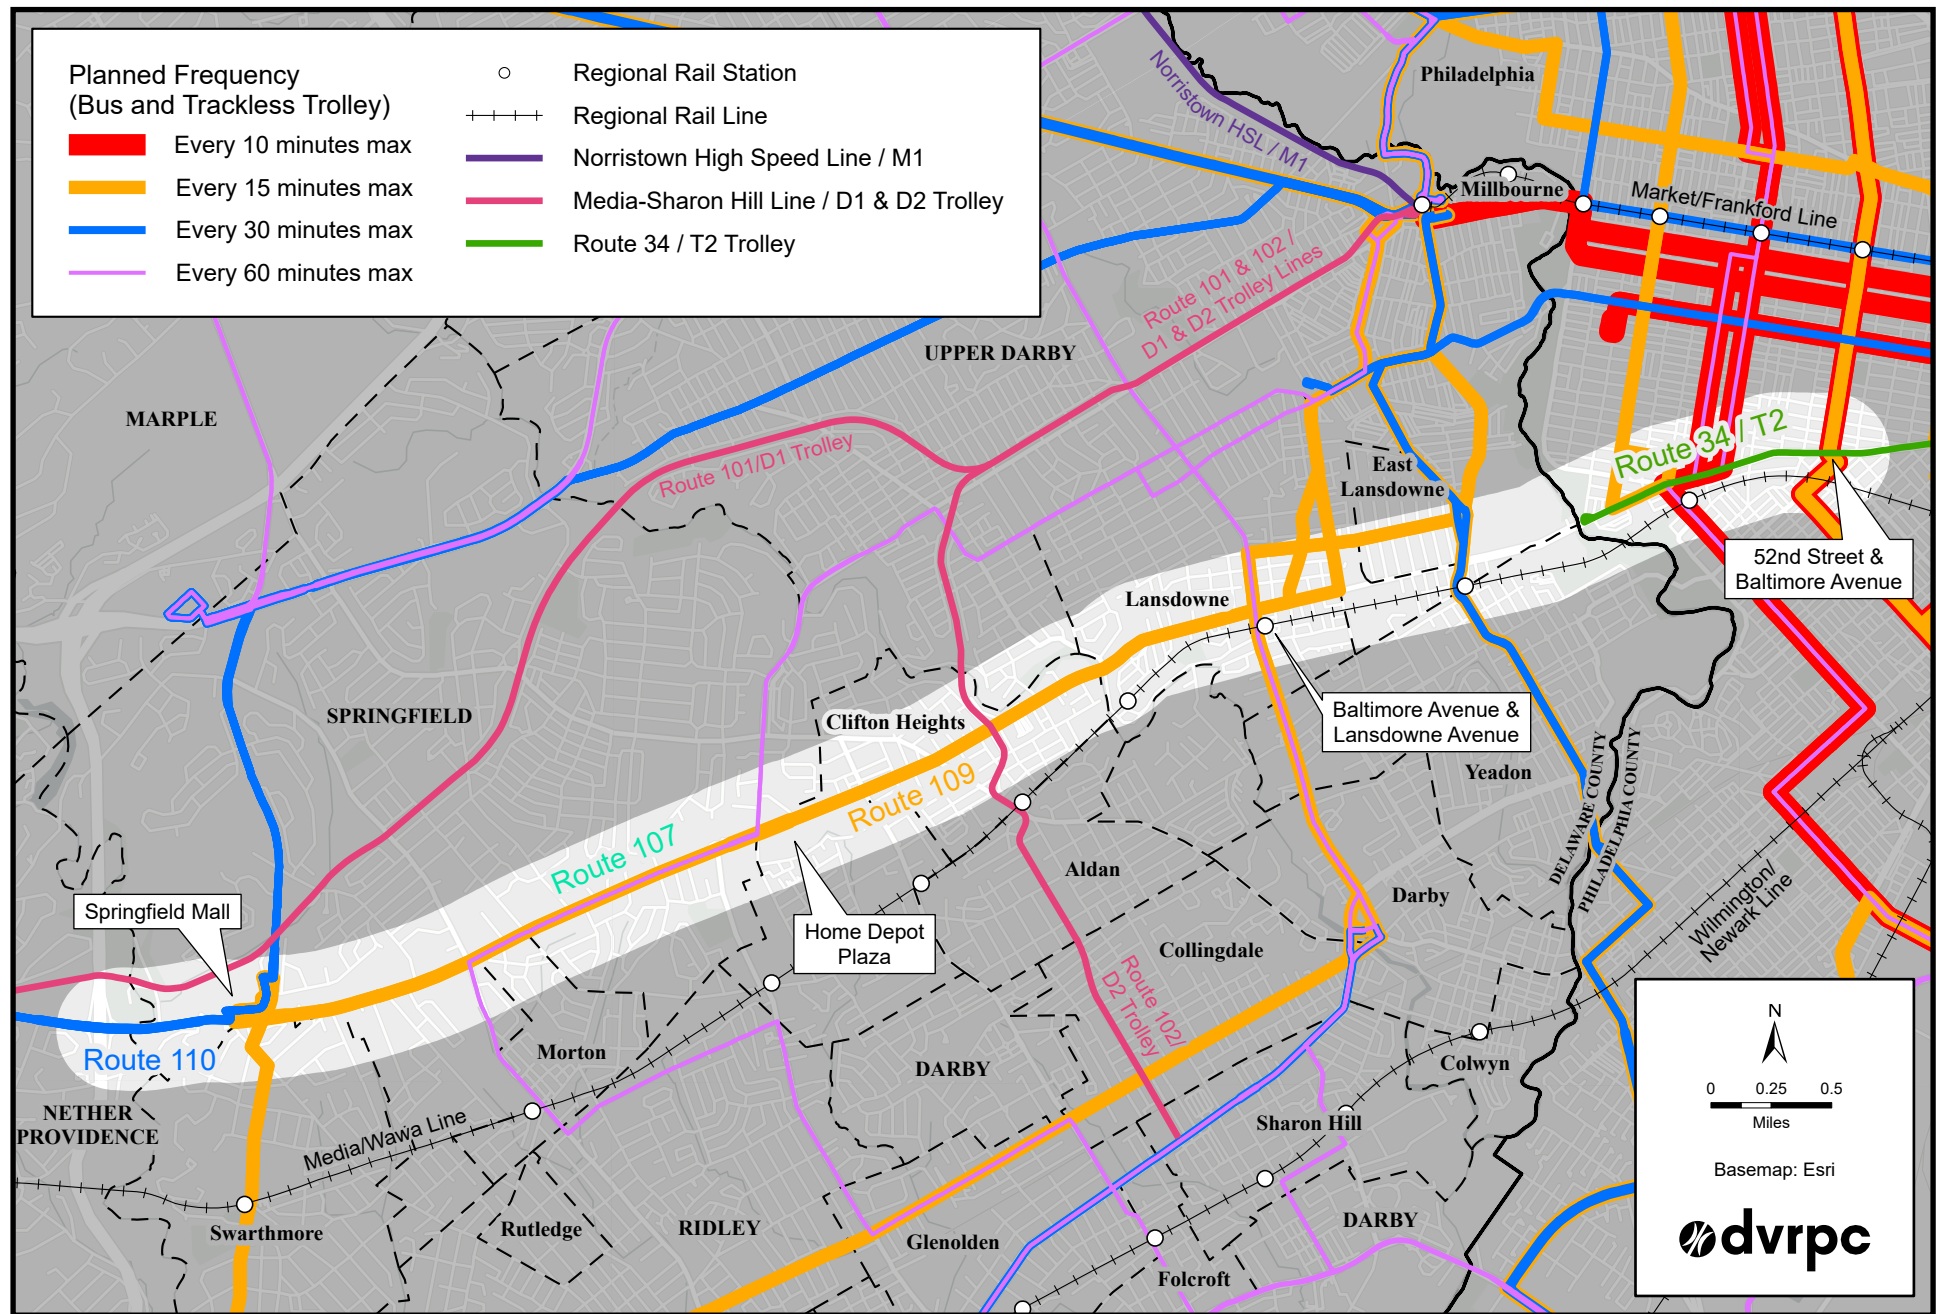 Planned Frequency
(Bus and Trackless Trolley)
Every 10 minutes max
Every 15 minutes max
Every 30 minutes max
Every 60 minutes max
Regional Rail Station
Regional Rail Line
Norristown High Speed Line / M1
Media-Sharon Hill Line / D1 & D2 Trolley
Route 34 / T2 Trolley
Philadelphia
Norristown HSL / M1
Millbourne
Market/Frankford Line
Route 101 & 102 /
D1 & D2 Trolley Lines
UPPER DARBY
MARPLE
Route 101/D1 Trolley
Route 34 / T2
East
Lansdowne
52nd Street &
Baltimore Avenue
Lansdowne
SPRINGFIELD
Clifton Heights
Baltimore Avenue &
Lansdowne Avenue
Yeadon
DELAWARE COUNTY
PHILADELPHIA COUNTY
Route 109
Route 107
Aldan
Darby
Springfield Mall
Home Depot
Plaza
Collingdale
Wilmington/
Newark Line
Route 102/
D2 Trolley
Route 110
Morton
DARBY
Colwyn
NETHER
PROVIDENCE
Media/Wawa Line
Sharon Hill
Swarthmore
Rutledge
RIDLEY
Glenolden
DARBY
Folcroft
N
0 0.25 0.5
Miles
Basemap: Esri
dvrpc